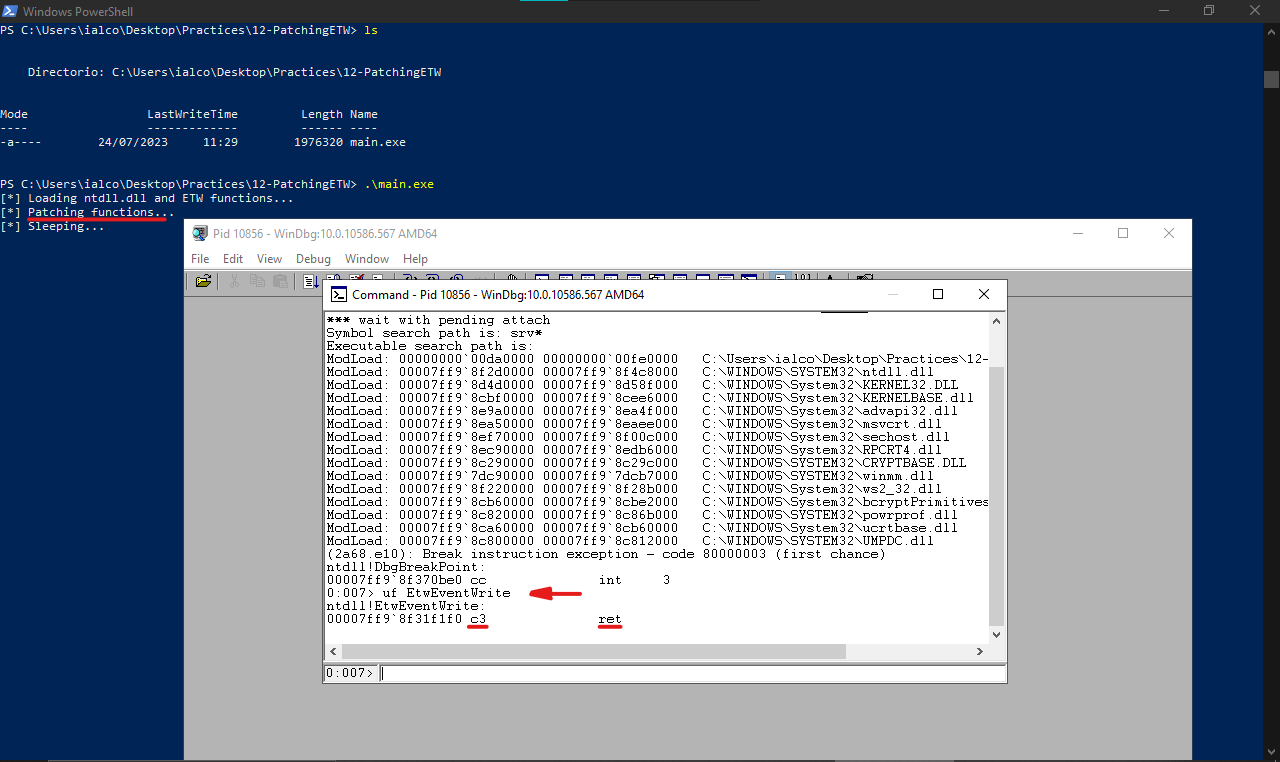 Windows PowerShell
PS C:\Users\ialco\Desktop\Practices\12-PatchingETW> ls
Directorio: C:\Users\ialco\Desktop\Practices\12-PatchingETW
Mode LastWriteTime Length Name
---- ------------- ------ ----
-a---- 24/07/2023 11:29 1976320 main.exe
PS C:\Users\ialco\Desktop\Practices\12-PatchingETW> .\main.exe
[*] Loading ntdll.dll and ETW functions...
[*] Patching functions...
[*] Sleeping...
Pid 10856 - WinDbg:10.0.10586.567 AMD64
File Edit View Debug Window Help
Command - Pid 10856 - WinDbg:10.0.10586.567 AMD64
*** wait with pending attach
Symbol search path is: srv*
Executable search path is:
ModLoad: 00000000`00da0000 00000000`00fe0000 C:\Users\ialco\Desktop\Practices\12-
ModLoad: 00007ff9`8f2d0000 00007ff9`8f4c8000 C:\WINDOWS\SYSTEM32\ntdll.dll
ModLoad: 00007ff9`8d4d0000 00007ff9`8d58f000 C:\WINDOWS\System32\KERNEL32.DLL
ModLoad: 00007ff9`8cbf0000 00007ff9`8cee6000 C:\WINDOWS\System32\KERNELBASE.dll
ModLoad: 00007ff9`8e9a0000 00007ff9`8ea4f000 C:\WINDOWS\System32\advapi32.dll
ModLoad: 00007ff9`8ea50000 00007ff9`8eaee000 C:\WINDOWS\System32\msvcrt.dll
ModLoad: 00007ff9`8ef70000 00007ff9`8f00c000 C:\WINDOWS\System32\sechost.dll
ModLoad: 00007ff9`8ec90000 00007ff9`8edb6000 C:\WINDOWS\System32\RPCRT4.dll
ModLoad: 00007ff9`8c290000 00007ff9`8c29c000 C:\WINDOWS\SYSTEM32\CRYPTBASE.DLL
ModLoad: 00007ff9`7dc90000 00007ff9`7dcb7000 C:\WINDOWS\SYSTEM32\winmm.dll
ModLoad: 00007ff9`8f220000 00007ff9`8f28b000 C:\WINDOWS\System32\ws2_32.dll
ModLoad: 00007ff9`8cb60000 00007ff9`8cbe2000 C:\WINDOWS\System32\bcryptPrimitives
ModLoad: 00007ff9`8c820000 00007ff9`8c86b000 C:\WINDOWS\SYSTEM32\powrprof.dll
ModLoad: 00007ff9`8ca60000 00007ff9`8cb60000 C:\WINDOWS\System32\ucrtbase.dll
ModLoad: 00007ff9`8c800000 00007ff9`8c812000 C:\WINDOWS\SYSTEM32\UMPDC.dll
(2a68.e10): Break instruction exception - code 80000003 (first chance)
ntdll!DbgBreakPoint:
00007ff9`8f370be0 cc int 3
0:007> uf EtwEventWrite
ntdll!EtwEventWrite:
00007ff9`8f31f1f0 c3 ret
0:007>